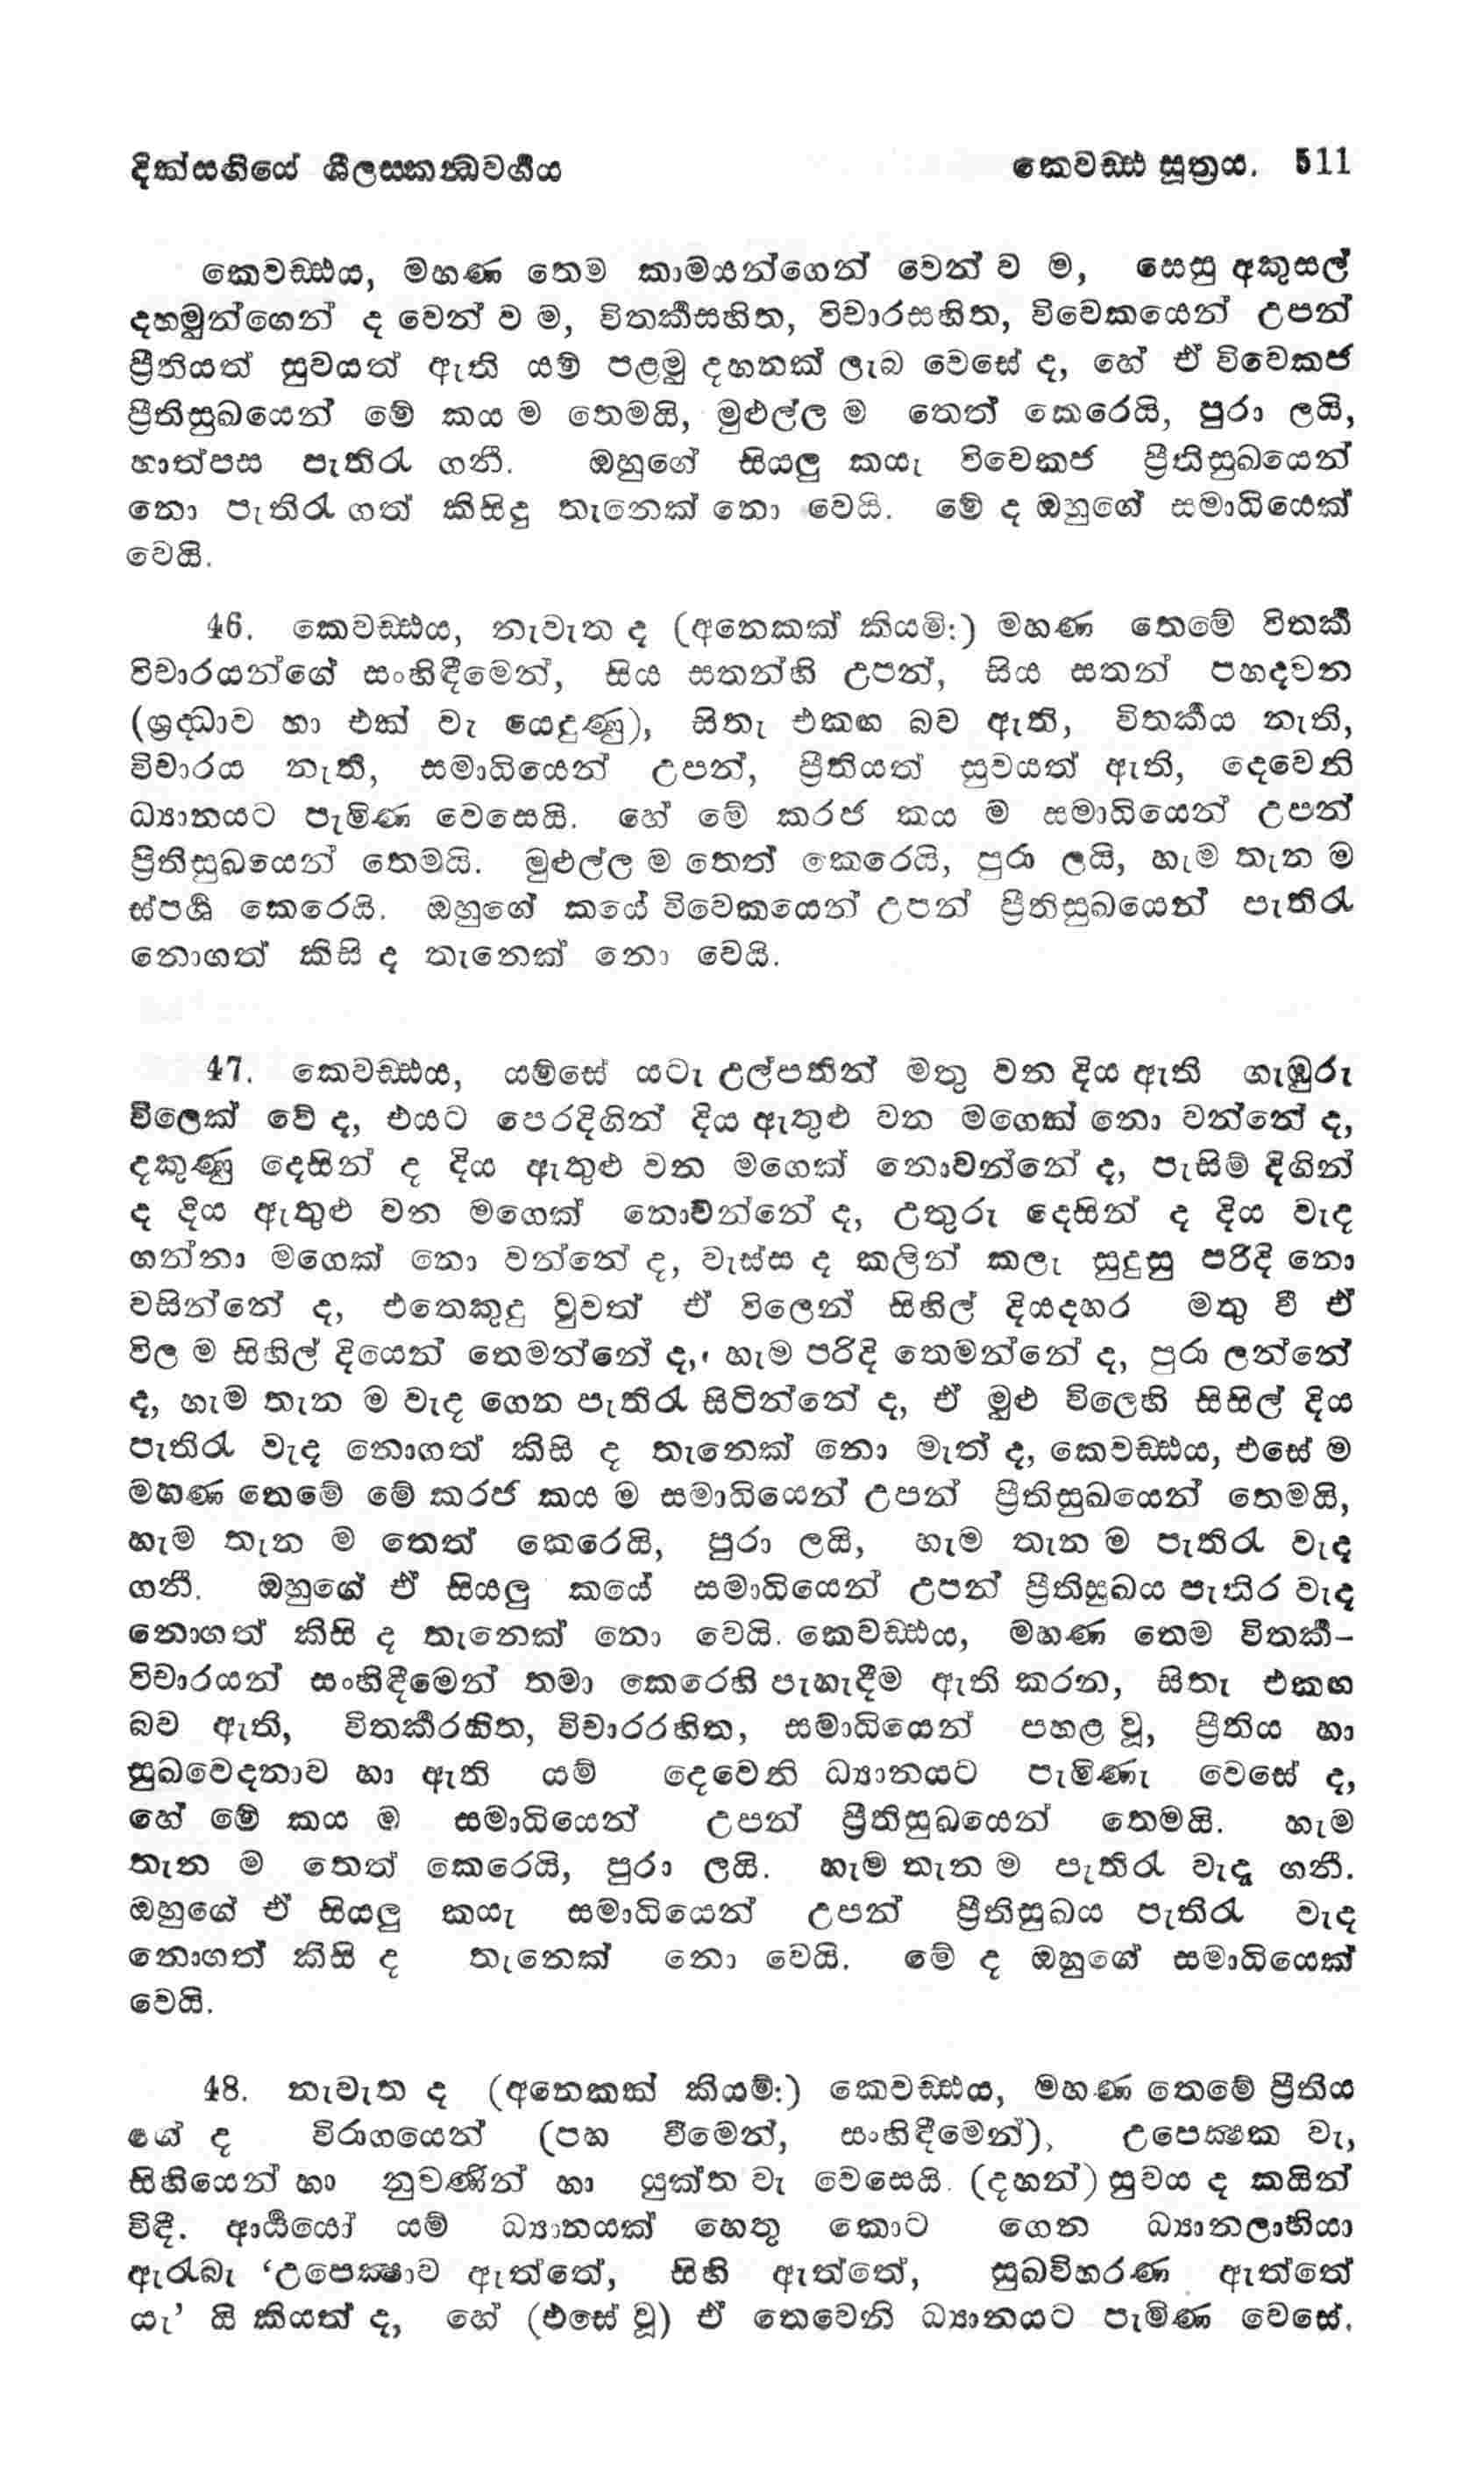 දික්සඟියේ ශීලස්කන්‍ධවර්‍ගය
කෙවඩ්ඪ සූත්‍රය. 511
කෙවඩ්ඪය, මහණ තෙම කාමයන්ගෙන් වෙන් ව ම, සෙසු අකුසල්
දහමුන්ගෙන් ද වෙන් ව ම, විතර්‍කසහිත, විචාරසහිත, විවෙකයෙන් උපන්
ප්‍රීතියත් සුවයත් ඇති යම් පළමු දහනක් ලැබ වෙසේ ද, හේ ඒ විවෙකජ
ප්‍රීතිසුඛයෙන් මේ කය ම තෙමයි, මුළුල්ල ම තෙත් කෙරෙයි, පුරා ලයි,
හාත්පස පැතිරැ ගනී. ඔහුගේ සියලු කයැ විවෙකජ ප්‍රීතිසුඛයෙන්
නො පැතිරැ ගත් කිසිදු තැනෙක් නො වෙයි. මේ ද ඔහුගේ සමාධියෙක්
වෙයි.
46. කෙවඩ්ඪය, නැවැත ද (අනෙකක් කියමි:) මහණ තෙමේ විතර්‍ක
විචාරයන්ගේ සංහිඳීමෙන්, සිය සතන්හි උපන්, සිය සතන් පහදවන
(ශ්‍රද්ධාව හා එක් වැ යෙදුණු), සිතැ එකඟ බව ඇති, විතර්‍කය නැති,
විචාරය නැති, සමාධියෙන් උපන්, ප්‍රීතියත් සුවයත් ඇති, දෙවෙනි
ධ්‍යානයට පැමිණ වෙසෙයි. හේ මේ කරජ කය ම සමාධියෙන් උපන්
ප්‍රීතිසුඛයෙන් තෙමයි. මුළුල්ල ම තෙත් කෙරෙයි, පුරා ලයි, හැම තැන ම
ස්පර්‍ශ කෙරෙයි. ඔහුගේ කයේ විවෙකයෙන් උපන් ප්‍රීතිසුඛයෙන් පැතිරැ
නොගත් කිසි ද තැනෙක් නො වෙයි.
47. කෙවඩ්ඪය, යම්සේ යටැ උල්පතින් මතු වන දිය ඇති ගැඹුරු
විලෙක් වේ ද, එයට පෙරදිගින් දිය ඇතුළු වන මගෙක් නො වන්නේ ද,
දකුණු දෙසින් ද දිය ඇතුළු වන මගෙක් නොවන්නේ ද, පැසිම් දිගින්
ද දිය ඇතුළු වන මගෙක් නොවන්නේ ද, උතුරු දෙසින් ද දිය වැද
ගන්නා මගෙක් නො වන්නේ ද, වැස්ස ද කලින් කලැ සුදුසු පරිදි නො
වසින්නේ ද, එතෙකුදු වුවත් ඒ විලෙන් සිහිල් දියදහර මතු වී ඒ
විල ම සිහිල් දියෙන් තෙමන්නේ ද, හැම පරිදි තෙමන්නේ ද, පුරා ලන්නේ
ද, හැම තැන ම වැද ගෙන පැතිරැ සිටින්නේ ද, ඒ මුළු විලෙහි සිසිල් දිය
පැතිරැ වැද නොගත් කිසි ද තැනෙක් නො මැත් ද, කෙවඩ්ඪය, එසේ ම
මහණ තෙමේ මේ කරජ කය ම සමාධියෙන් උපන් ප්‍රීතිසුඛයෙන් තෙමයි,
හැම තැන ම තෙත් කෙරෙයි, පුරා ලයි, හැම තැන ම පැතිරැ වැද
ගනී. ඔහුගේ ඒ සියලු කයේ සමාධියෙන් උපන් ප්‍රීතිසුඛය පැතිර වැද
නොගත් කිසි ද තැනෙක් නො වෙයි. කෙවඩ්ඪය, මහණ තෙම විතර්‍ක–
විචාරයන් සංහිඳීමෙන් තමා කෙරෙහි පැහැදීම ඇති කරන, සිතැ එකඟ
බව ඇති, විතර්‍කරහිත, විචාරරහිත, සමාධියෙන් පහළ වූ, ප්‍රීතිය හා
සුඛවෙදනාව හා ඇති යම් දෙවෙනි ධ්‍යානයට පැමිණැ වෙසේ ද,
හේ මේ කය ම සමාධියෙන් උපන් ප්‍රීතිසුඛයෙන් තෙමයි. හැම
තැන ම තෙත් කෙරෙයි, පුරා ලයි. හැම තැන ම පැතිරැ වැද ගනී.
ඔහුගේ ඒ සියලු කයැ සමාධියෙන් උපන් ප්‍රීතිසුඛය පැතිරැ වැද
නොගත් කිසි ද තැනෙක් නො වෙයි. මේ ද ඔහුගේ සමාධියෙක්
වෙයි.
48. නැවැත ද (අනෙකක් කියම්:) කෙවඩ්ඪය, මහණ තෙමේ ප්‍රීතිය
ගේ ද විරාගයෙන් (පහ වීමෙන්, සංහිඳීමෙන්), උපෙක්‍ෂක වැ,
සිහියෙන් හා නුවණින් හා යුක්ත වැ වෙසෙයි. (දහන්) සුවය ද කයින්
විඳී. ආර්‍ය්‍යයෝ යම් ධ්‍යානයක් හෙතු කොට ගෙන ධ්‍යානලාභියා
ඇරැබැ ‘උපෙක්‍ෂාව ඇත්තේ, සිහි ඇත්තේ, සුඛවිහරණ ඇත්තේ
යැ’ යි කියත් ද, හේ (එසේ වූ) ඒ තෙවෙනි ධ්‍යානයට පැමිණ වෙසේ.